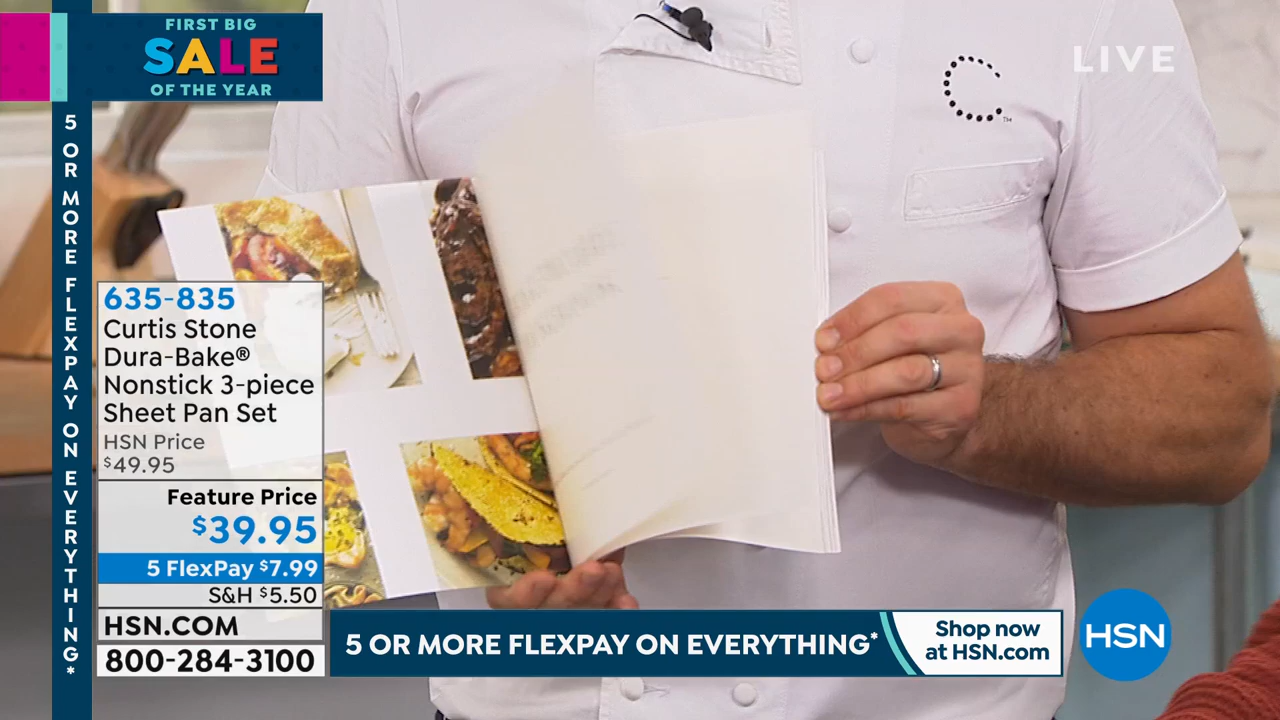 FIRST BIG
SALE
OF THE YEAR
LIVE
5 OR MORE FLEXPAY ON EVERYTHING*
C™
635-835
Curtis Stone
Dura-Bake®
Nonstick 3-piece
Sheet Pan Set
HSN Price
$49.95
Feature Price
$39.95
5 FlexPay $7.99
S&H $5.50
HSN.COM
800-284-3100
5 OR MORE FLEXPAY ON EVERYTHING*
Shop now
at HSN.com
HSN